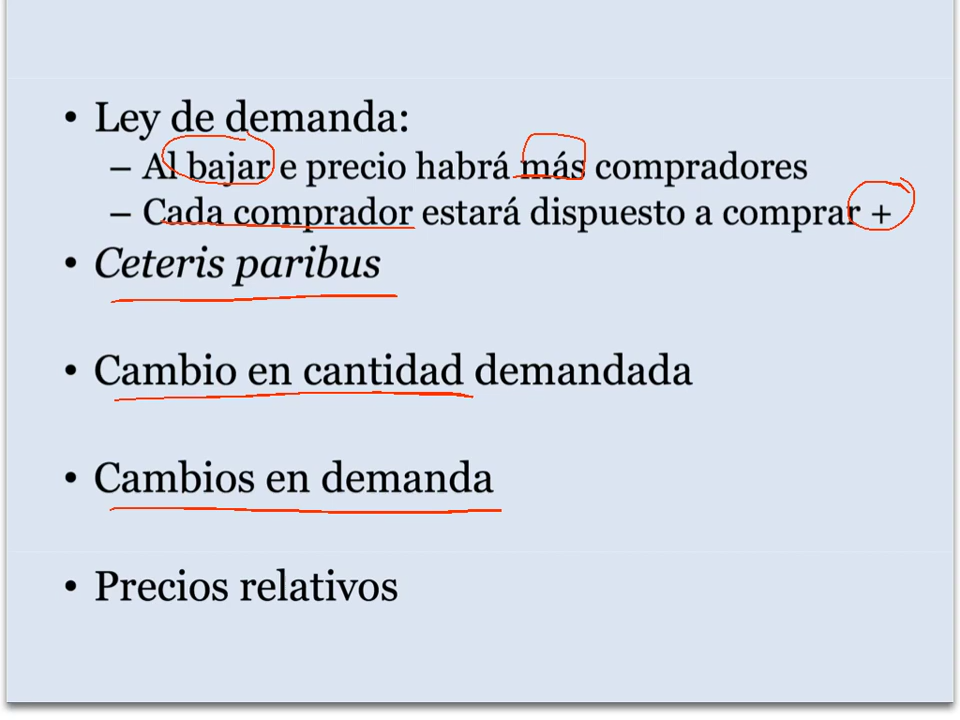 • Ley de demanda:
– Al bajar e precio habrá más compradores
– Cada comprador estará dispuesto a comprar +
• Ceteris paribus
• Cambio en cantidad demandada
• Cambios en demanda
• Precios relativos